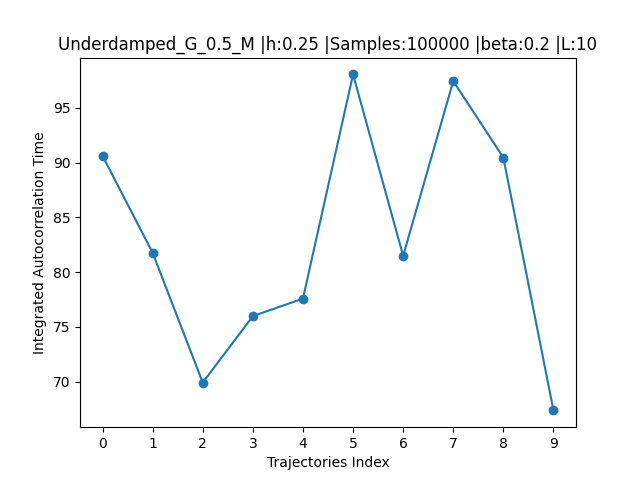 Underdamped_G_0.5_M |h:0.25 |Samples:100000 |beta:0.2 |L:10
Integrated Autocorrelation Time
95
90
85
80
75
70
0 1 2 3 4 5 6 7 8 9
Trajectories Index